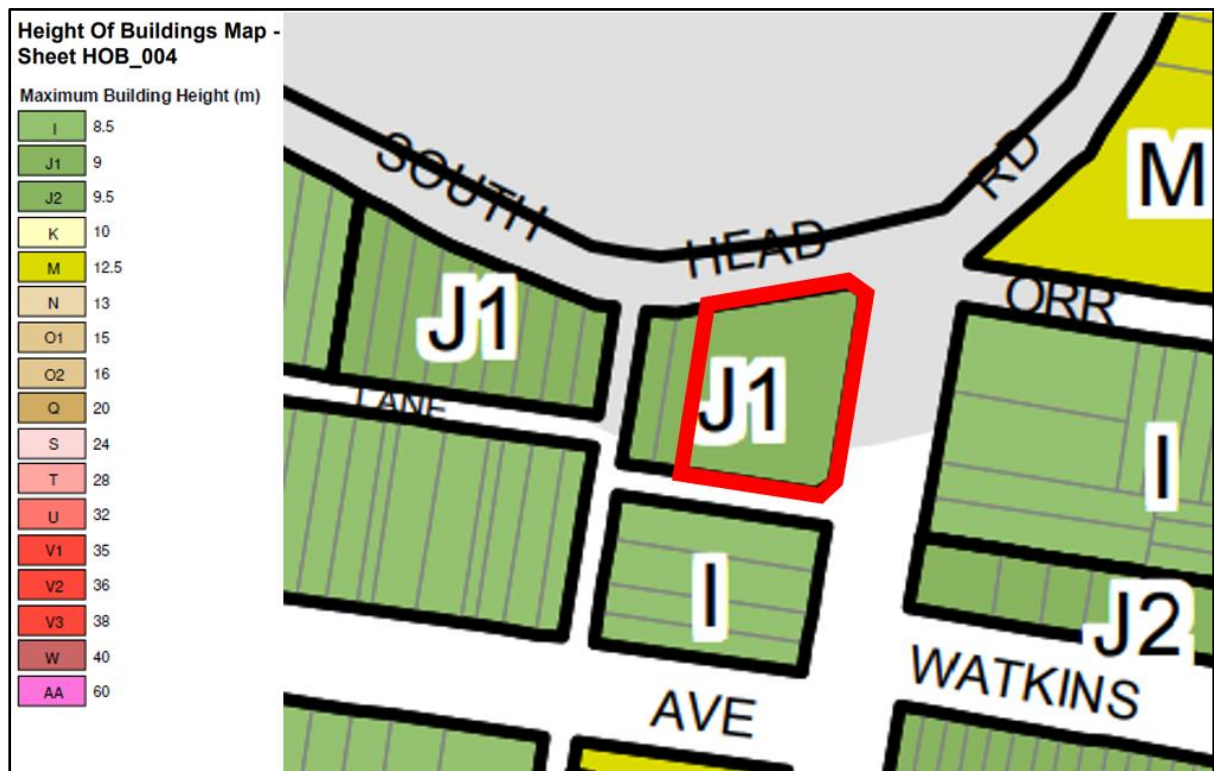 Height Of Buildings Map -
Sheet HOB_004
Maximum Building Height (m)
I 8.5
J1 9
J2 9.5
K 10
M 12.5
N 13
O1 15
O2 16
Q 20
S 24
T 28
U 32
V1 35
V2 36
V3 38
W 40
AA 60
SOUTH HEAD RD
M
ORR
J1
J1
LANE
I
I
J2
WATKINS
AVE